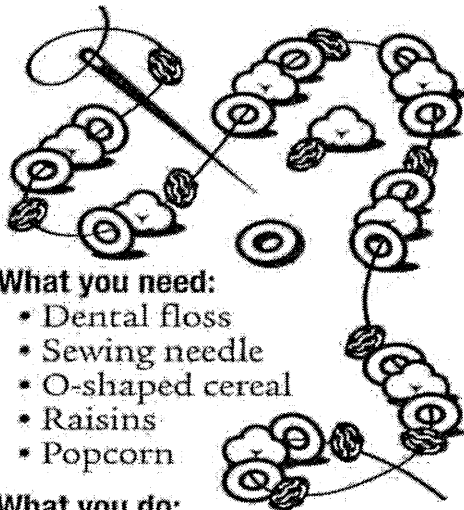 What you need:
• Dental floss
• Sewing needle
• O-shaped cereal
• Raisins
• Popcorn
What you do: